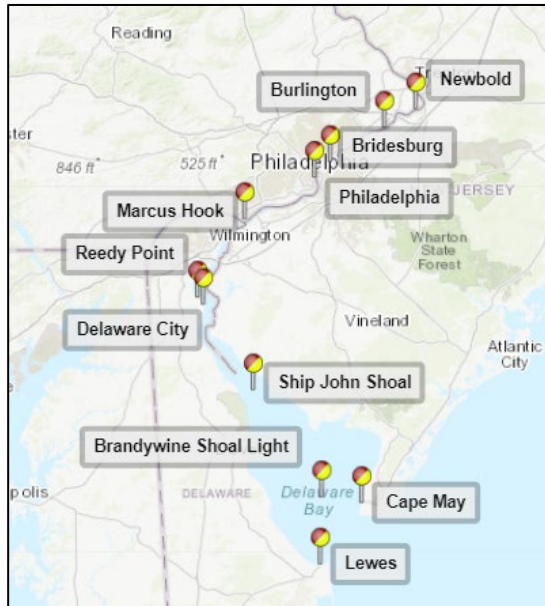 Reading
Newbold
Burlington
ster
846 ft
525 ft
Philadelphia
Bridesburg
JERSEY
Marcus Hook
Philadelphia
Wilmington
Wharton
State
Forest
Reedy Point
Delaware City
Vineland
Atlantic
City
Ship John Shoal
Brandywine Shoal Light
polis
DELAWARE
Delaware
Bay
Cape May
Lewes